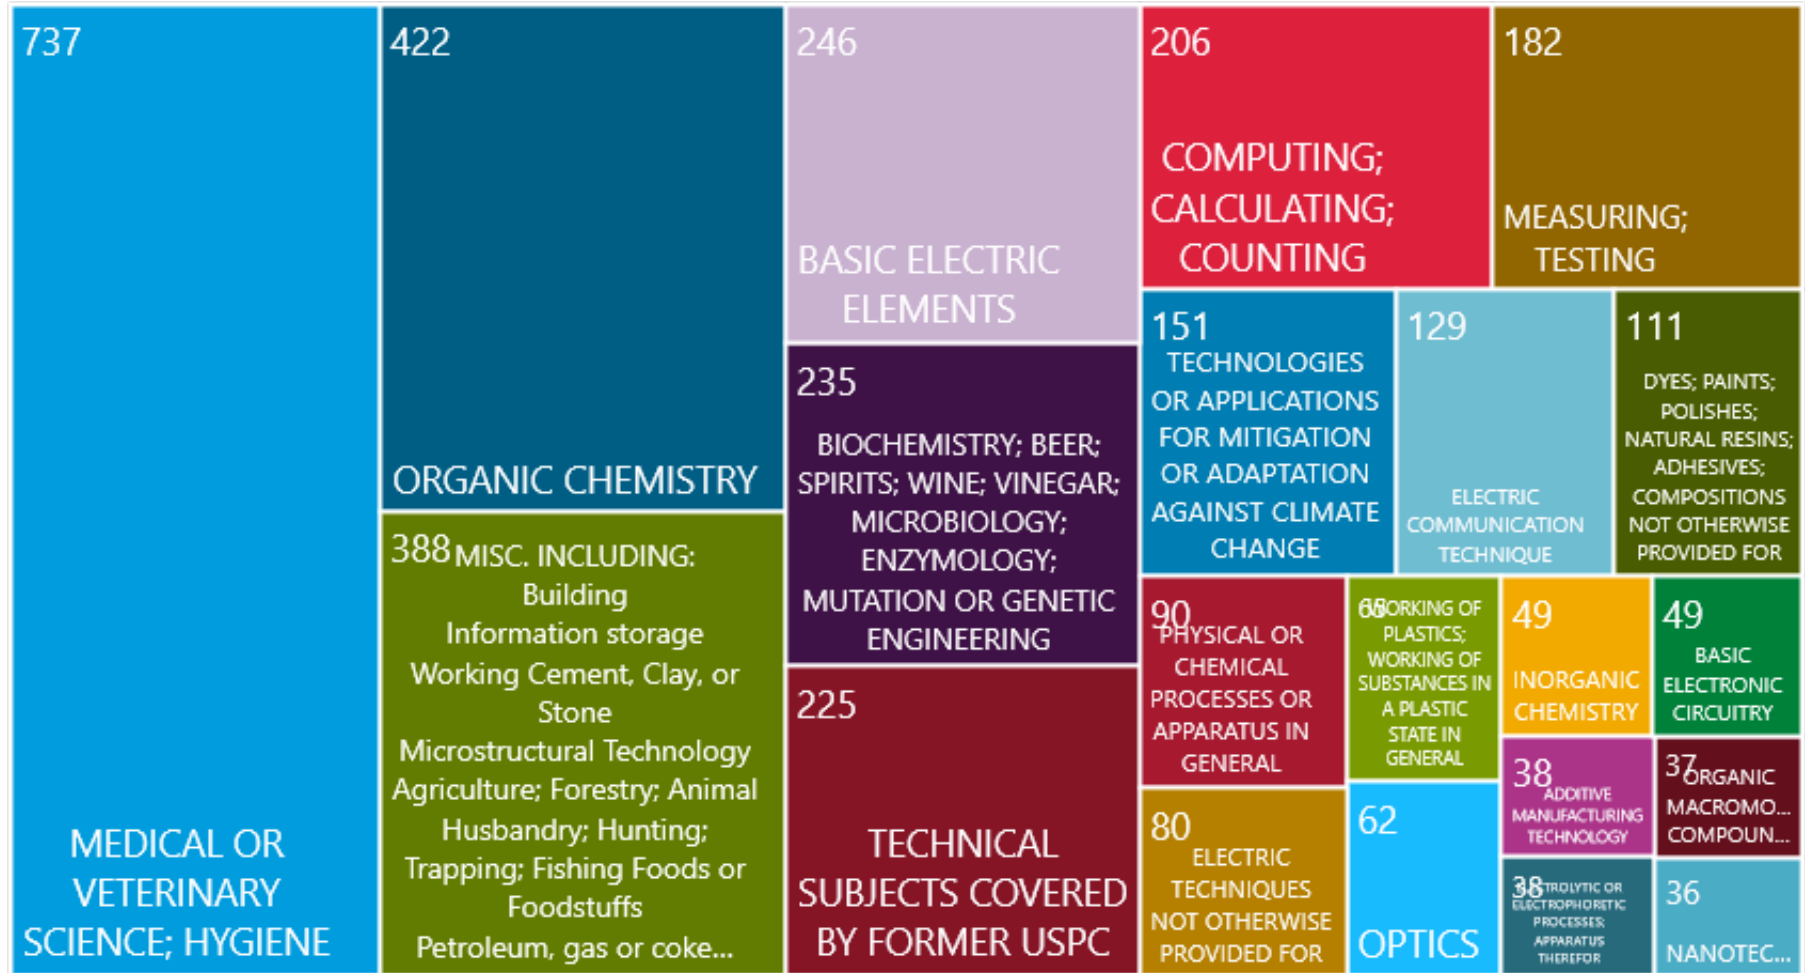 737
MEDICAL OR
VETERINARY
SCIENCE; HYGIENE
422
ORGANIC CHEMISTRY
388 MISC. INCLUDING:
Building
Information storage
Working Cement, Clay, or
Stone
Microstructural Technology
Agriculture; Forestry; Animal
Husbandry; Hunting;
Trapping; Fishing Foods or
Foodstuffs
Petroleum, gas or coke...
246
BASIC ELECTRIC
ELEMENTS
235
BIOCHEMISTRY; BEER;
SPIRITS; WINE; VINEGAR;
MICROBIOLOGY;
ENZYMOLOGY;
MUTATION OR GENETIC
ENGINEERING
225
TECHNICAL
SUBJECTS COVERED
BY FORMER USPC
206
COMPUTING;
CALCULATING;
COUNTING
182
MEASURING;
TESTING
151
TECHNOLOGIES
OR APPLICATIONS
FOR MITIGATION
OR ADAPTATION
AGAINST CLIMATE
CHANGE
129
ELECTRIC
COMMUNICATION
TECHNIQUE
111
DYES; PAINTS;
POLISHES;
NATURAL RESINS;
ADHESIVES;
COMPOSITIONS
NOT OTHERWISE
PROVIDED FOR
90
PHYSICAL OR
CHEMICAL
PROCESSES OR
APPARATUS IN
GENERAL
80
ELECTRIC
TECHNIQUES
NOT OTHERWISE
PROVIDED FOR
WORKING OF
PLASTICS;
WORKING OF
SUBSTANCES IN
A PLASTIC
STATE IN
GENERAL
62
OPTICS
49
INORGANIC
CHEMISTRY
49
BASIC
ELECTRONIC
CIRCUITRY
38
ADDITIVE
MANUFACTURING
TECHNOLOGY
37
ORGANIC
MACROMO...
COMPOUN...
38
ELECTROLYTIC OR
ELECTROPHORETIC
PROCESSES;
APPARATUS
THEREFOR
36
NANOTEC...